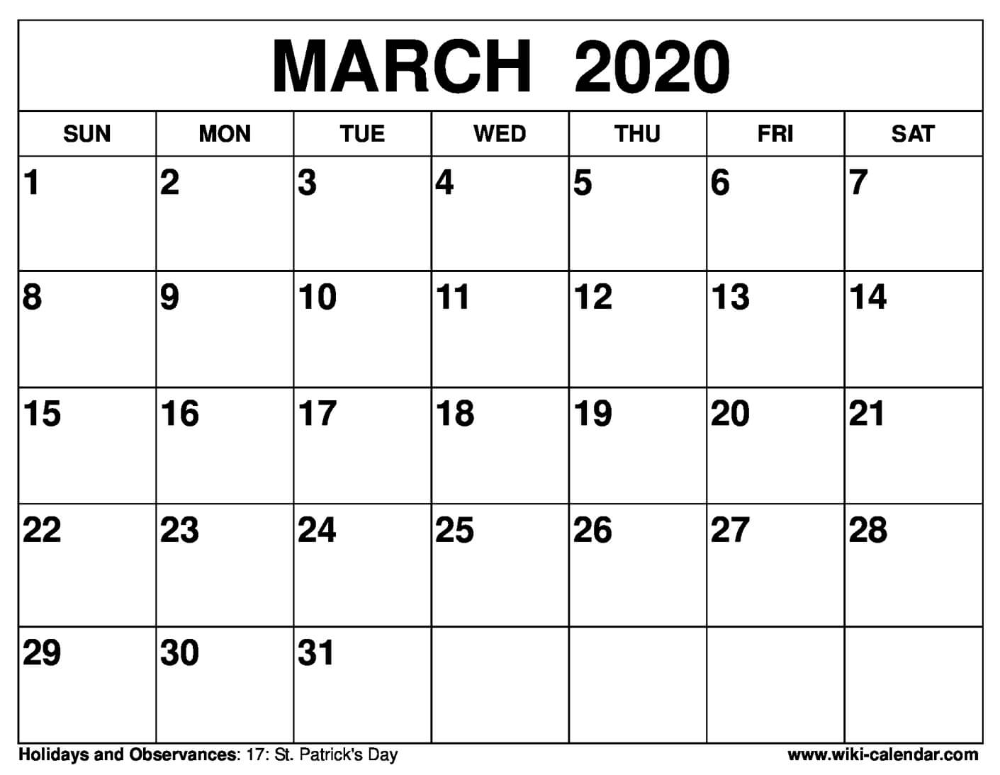 MARCH 2020
SUN MON TUE WED THU FRI SAT
1 2 3 4 5 6 7
8 9 10 11 12 13 14
15 16 17 18 19 20 21
22 23 24 25 26 27 28
29 30 31
Holidays and Observances: 17: St. Patrick's Day www.wiki-calendar.com